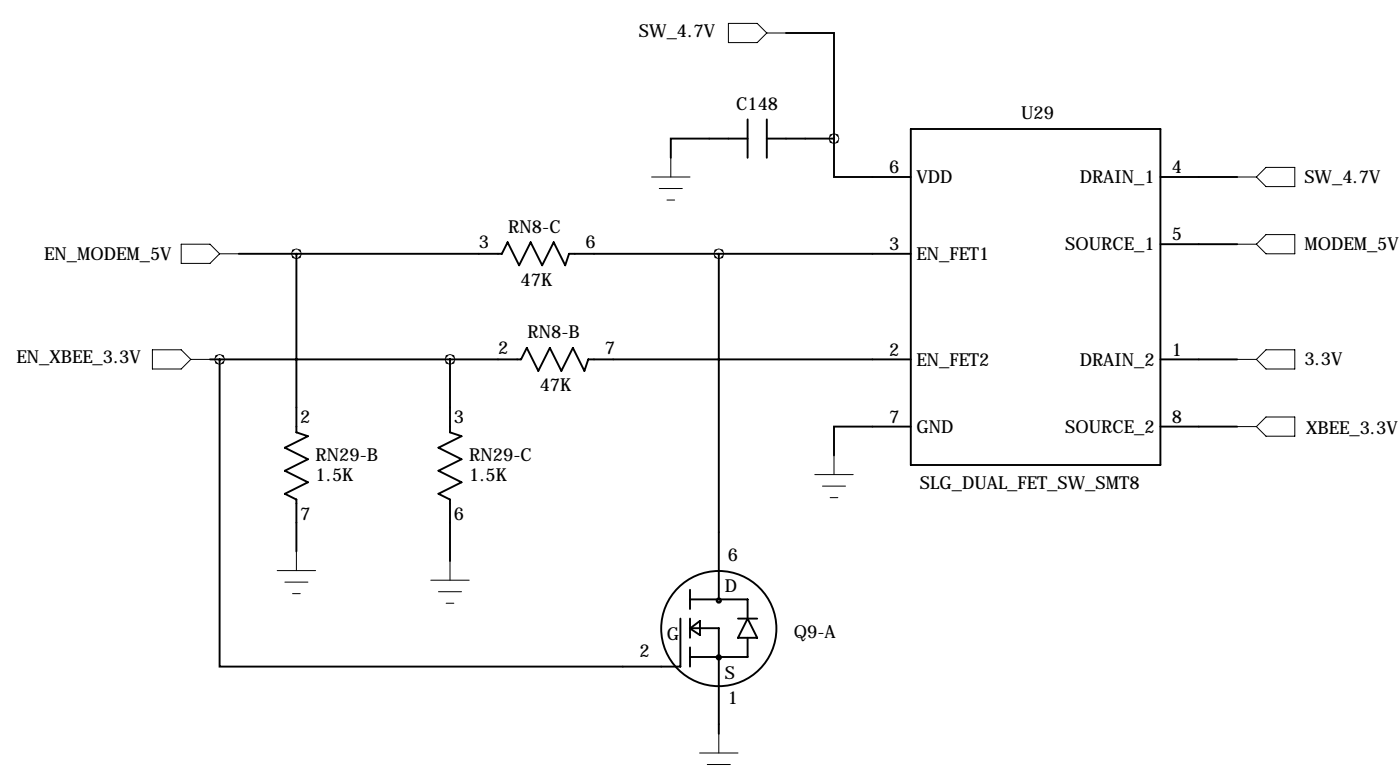 SW_4.7V
C148
U29
6
VDD
DRAIN_1
4
SW_4.7V
RN8-C
EN_MODEM_5V
3
6
47K
3
EN_FET1
SOURCE_1
5
MODEM_5V
RN8-B
EN_XBEE_3.3V
2
7
47K
2
EN_FET2
DRAIN_2
1
3.3V
7
GND
SOURCE_2
8
XBEE_3.3V
SLG_DUAL_FET_SW_SMT8
2
RN29-B
1.5K
7
3
RN29-C
1.5K
6
6
D
G
Q9-A
2
S
1